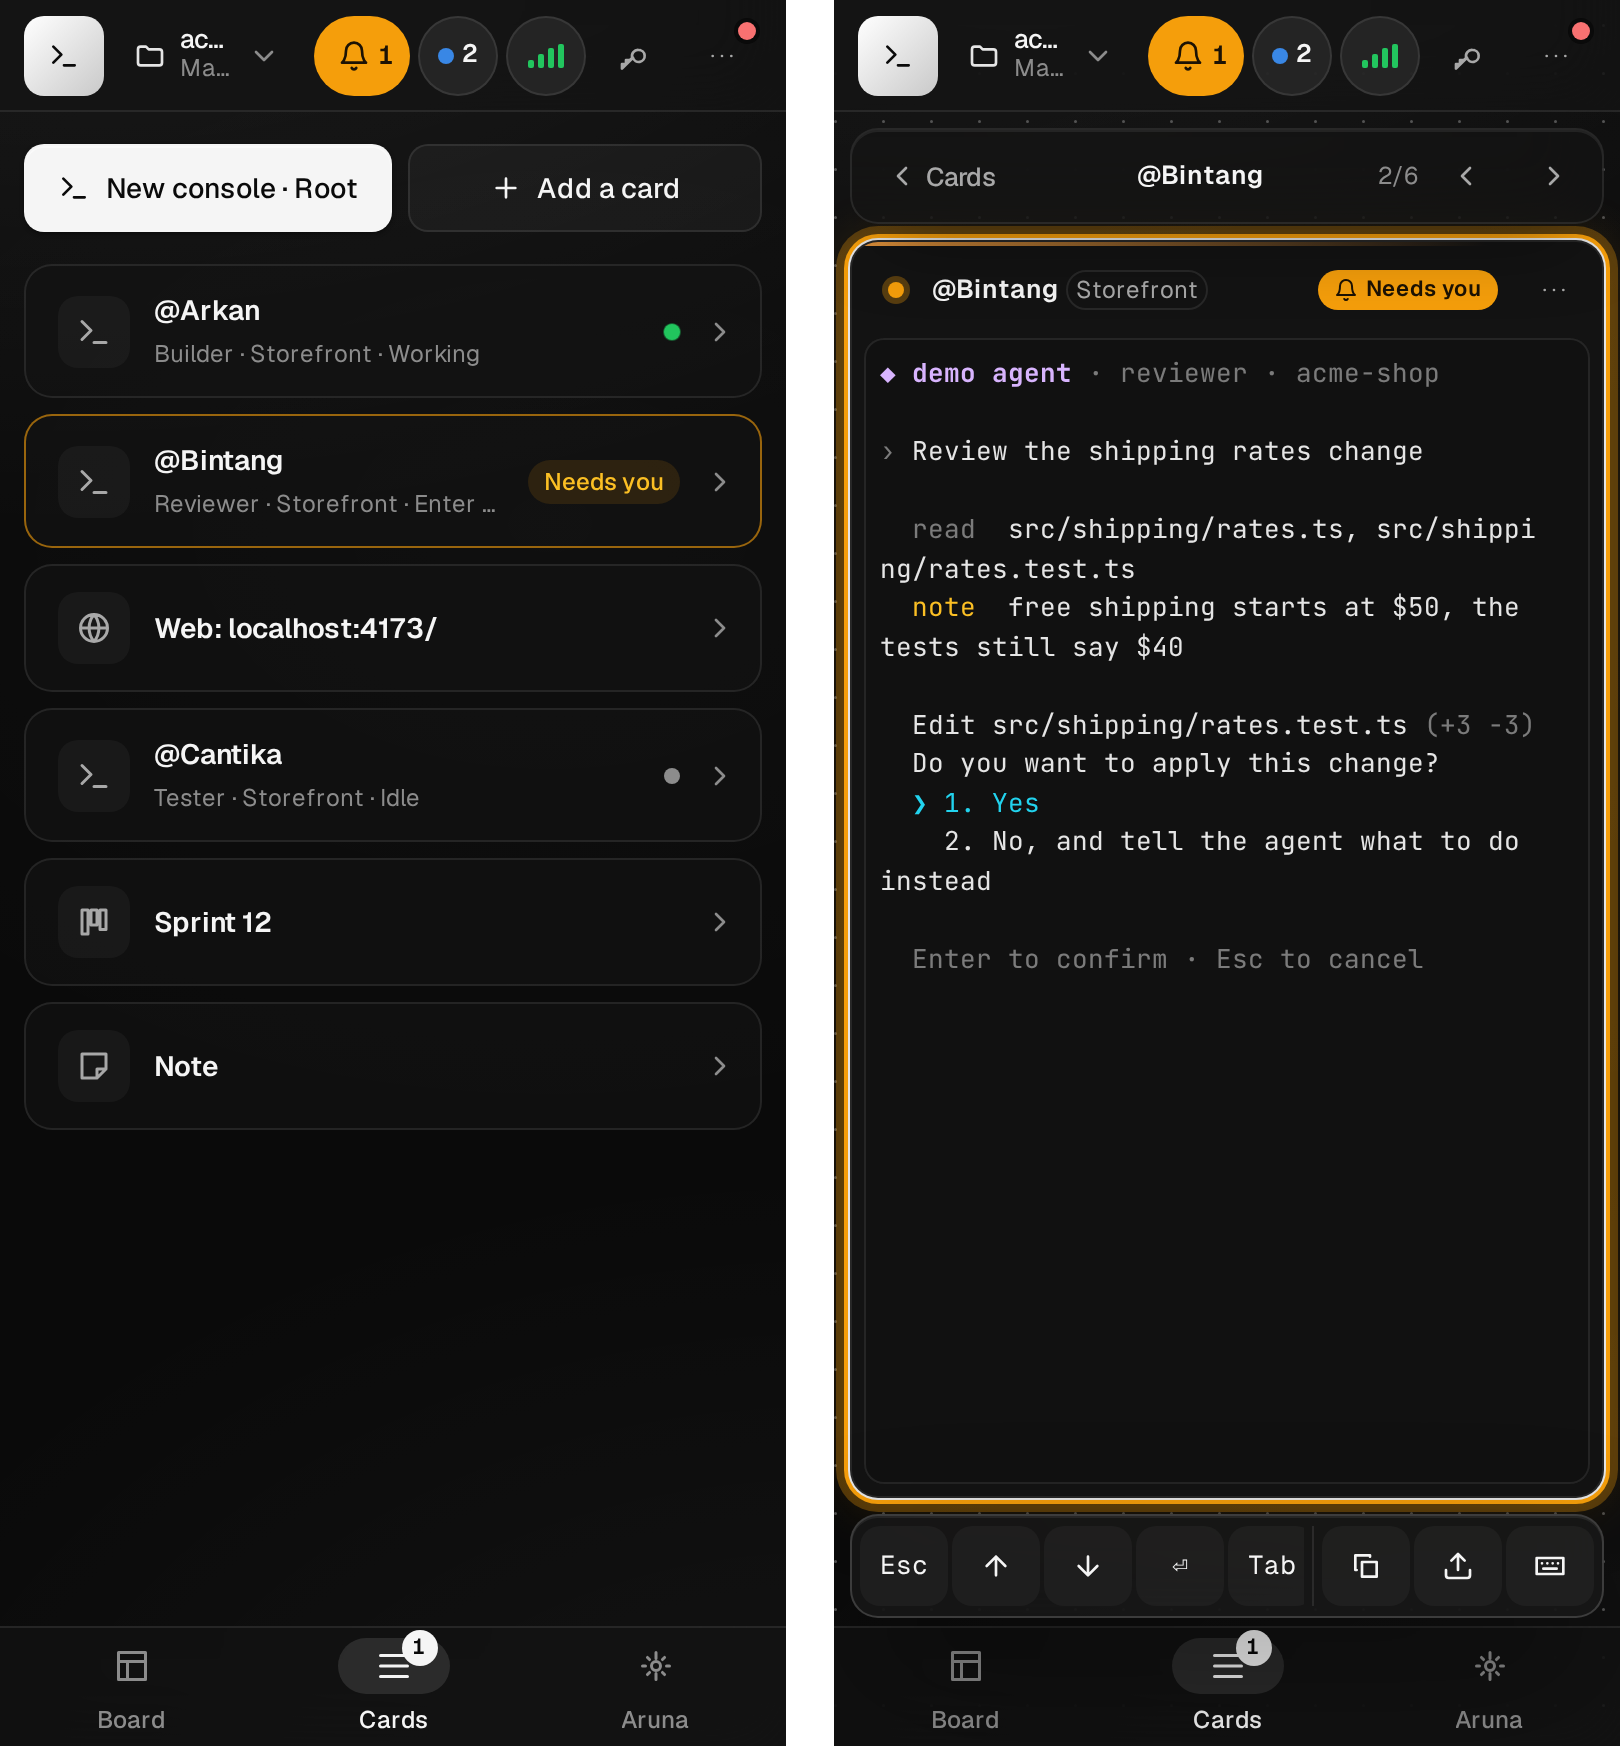 ac...
Ma...
1
2
New console · Root
Add a card
@Arkan
Builder · Storefront · Working
@Bintang
Reviewer · Storefront · Enter ...
Needs you
Web: localhost:4173/
@Cantika
Tester · Storefront · Idle
Sprint 12
Note
1
Board
Cards
Aruna
ac...
Ma...
1
2
Cards
@Bintang
2/6
@Bintang
Storefront
Needs you
◆ demo agent · reviewer · acme-shop
› Review the shipping rates change
read src/shipping/rates.ts, src/shippi
ng/rates.test.ts
note free shipping starts at $50, the
tests still say $40
Edit src/shipping/rates.test.ts (+3 -3)
Do you want to apply this change?
❯ 1. Yes
2. No, and tell the agent what to do
instead
Enter to confirm · Esc to cancel
Esc ↑ ↓ ⏎ Tab
1
Board
Cards
Aruna